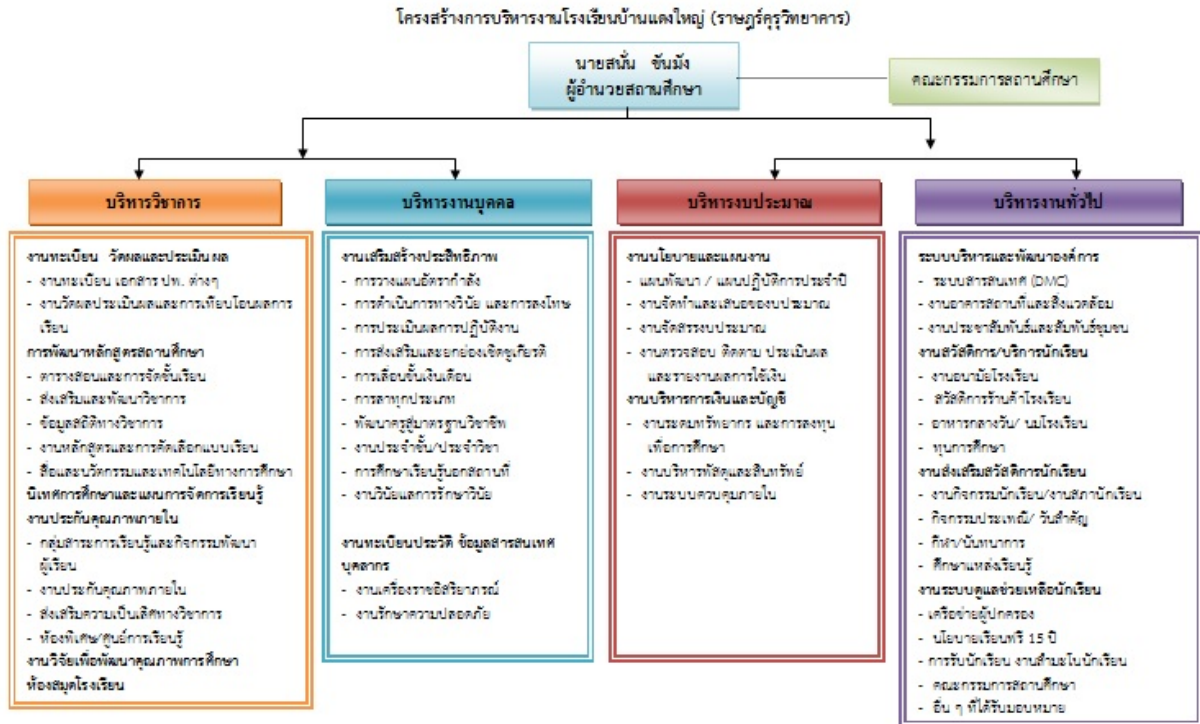 โครงสร้างการบริหารงานโรงเรียนบ้านแดงใหญ่ (ราษฎร์คุรุวิทยาคาร)
นายสนั่น ขันมัง
ผู้อำนวยสถานศึกษา
คณะกรรมการสถานศึกษา
บริหารวิชาการ
งานทะเบียน วัดผลและประเมินผล
- งานทะเบียน เอกสาร ปพ. ต่างๆ
- งานวัดผลประเมินผลและการเทียบโอนผลการ
เรียน
การพัฒนาหลักสูตรสถานศึกษา
- ตารางสอนและการจัดชั้นเรียน
- ส่งเสริมและพัฒนาวิชาการ
- ข้อมูลสถิติทางวิชาการ
- งานหลักสูตรและการคัดเลือกแบบเรียน
- สื่อและนวัตกรรมและเทคโนโลยีทางการศึกษา
นิเทศการศึกษาและแผนการจัดการเรียนรู้
งานประกันคุณภาพภายใน
- กลุ่มสาระการเรียนรู้และกิจกรรมพัฒนา
ผู้เรียน
- งานประกันคุณภาพภายใน
- ส่งเสริมความเป็นเลิศทางวิชาการ
- ห้องพิเศษ/ศูนย์การเรียนรู้
งานวิจัยเพื่อพัฒนาคุณภาพการศึกษา
ห้องสมุดโรงเรียน
บริหารงานบุคคล
งานเสริมสร้างประสิทธิภาพ
- การวางแผนอัตรากำลัง
- การดำเนินการทางวินัย และการลงโทษ
- การประเมินผลการปฏิบัติงาน
- การส่งเสริมและยกย่องเชิดชูเกียรติ
- การเลื่อนขั้นเงินเดือน
- การลาทุกประเภท
- พัฒนาครูสู่มาตรฐานวิชาชีพ
- งานประจำชั้น/ประจำวิชา
- การศึกษาเรียนรู้นอกสถานที่
- งานวินัยและการรักษาวินัย
งานทะเบียนประวัติ ข้อมูลสารสนเทศ
บุคลากร
- งานเครื่องราชอิสริยาภรณ์
- งานรักษาความปลอดภัย
บริหารงบประมาณ
งานนโยบายและแผนงาน
- แผนพัฒนา / แผนปฏิบัติการประจำปี
- งานจัดทำและเสนอของบประมาณ
- งานจัดสรรงบประมาณ
- งานตรวจสอบ ติดตาม ประเมินผล
และรายงานผลการใช้เงิน
งานบริหารการเงินและบัญชี
- งานระดมทรัพยากร และการลงทุน
เพื่อการศึกษา
- งานบริหารพัสดุและสินทรัพย์
- งานระบบควบคุมภายใน
บริหารงานทั่วไป
ระบบบริหารและพัฒนาองค์การ
- ระบบสารสนเทศ (DMC)
- งานอาคารสถานที่และสิ่งแวดล้อม
- งานประชาสัมพันธ์และสัมพันธ์ชุมชน
งานสวัสดิการ/บริการนักเรียน
- งานอนามัยโรงเรียน
- สวัสดิการร้านค้าโรงเรียน
- อาหารกลางวัน/ นมโรงเรียน
- ทุนการศึกษา
งานส่งเสริมสวัสดิการนักเรียน
- งานกิจกรรมนักเรียน/งานสภานักเรียน
- กิจกรรมประเพณี/ วันสำคัญ
- กีฬา/นันทนาการ
- ศึกษาแหล่งเรียนรู้
งานระบบดูแลช่วยเหลือนักเรียน
- เครือข่ายผู้ปกครอง
- นโยบายเรียนฟรี 15 ปี
- การรับนักเรียน งานสำมะโนนักเรียน
- คณะกรรมการสถานศึกษา
- อื่น ๆ ที่ได้รับมอบหมาย